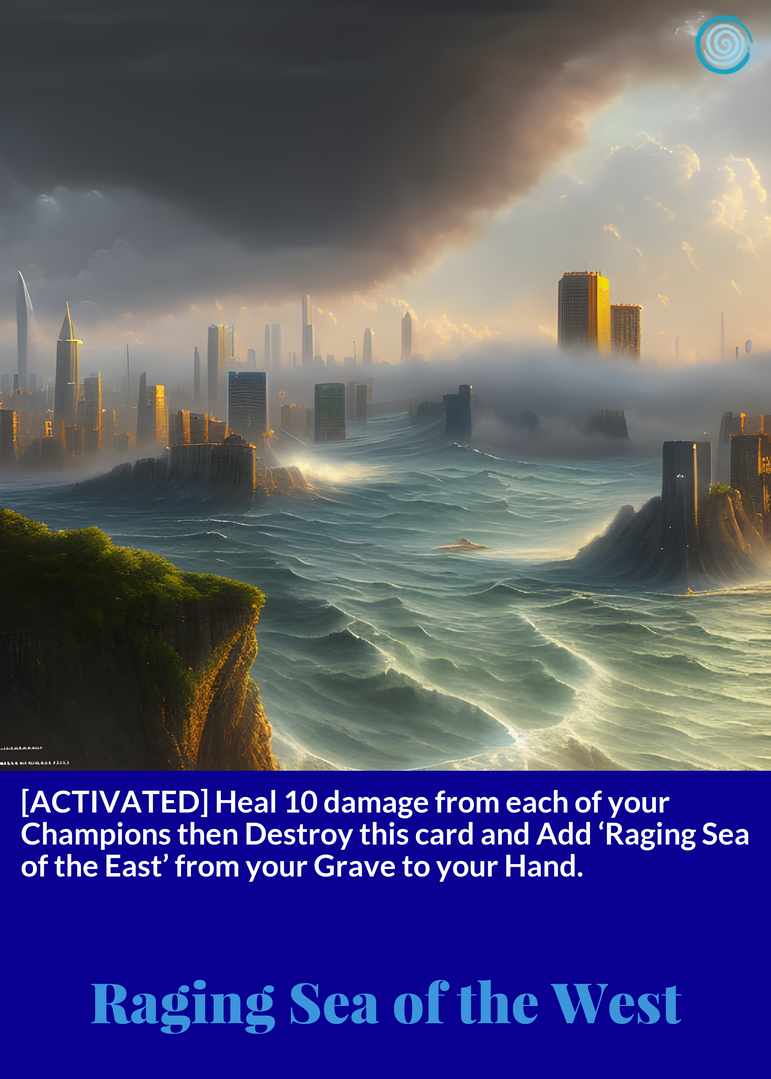 [ACTIVATED] Heal 10 damage from each of your
Champions then Destroy this card and Add ‘Raging Sea
of the East’ from your Grave to your Hand.
Raging Sea of the West